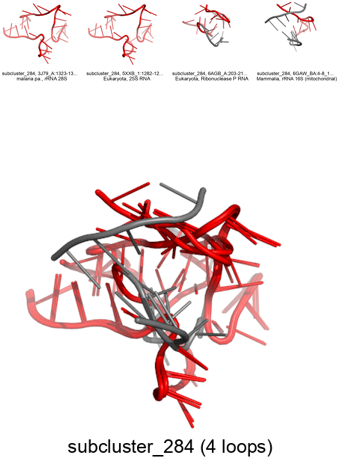 subcluster_284, 3J79_A:1323-13...
malaria pa., rRNA 28S
subcluster_284, 5XXB_1:1282-12...
Eukaryota, 25S RNA
subcluster_284, 6AGB_A:203-21...
Eukaryota, Ribonuclease P RNA
subcluster_284, 6GAW_BA:4-8_1...
Mammalia, rRNA 16S (mitochondrial)
subcluster_284 (4 loops)